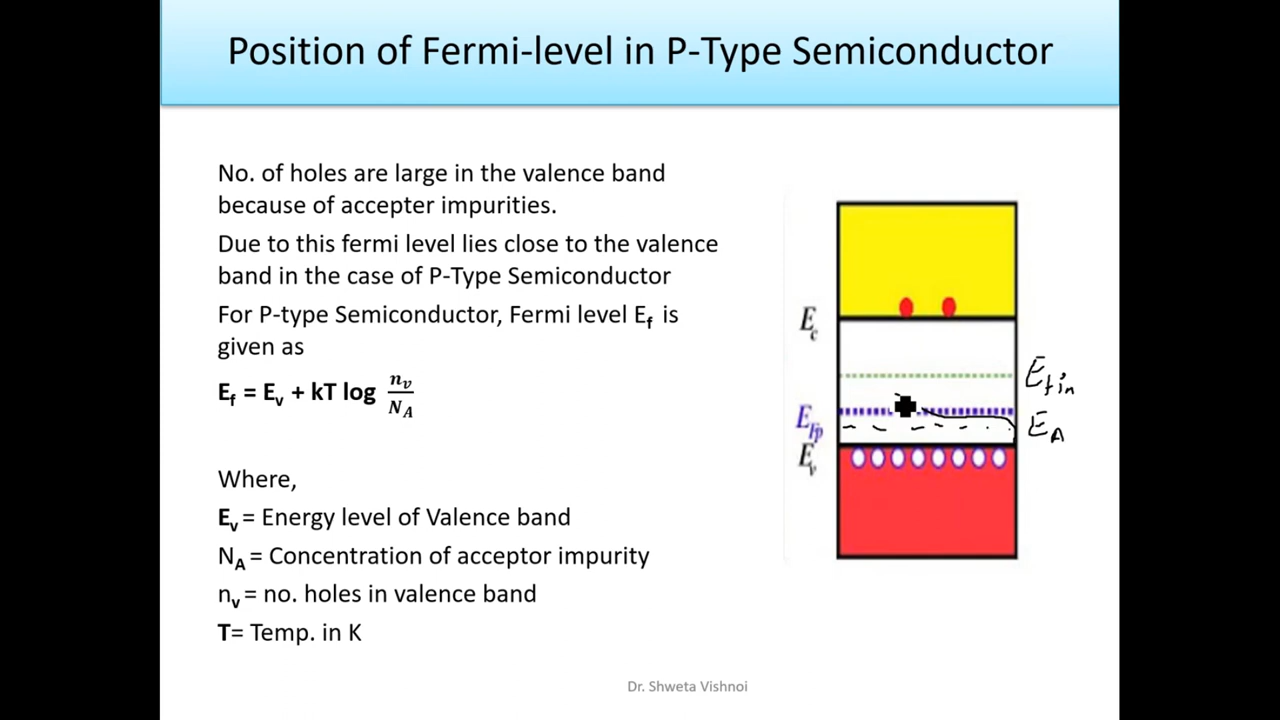 Position of Fermi-level in P-Type Semiconductor
No. of holes are large in the valence band
because of accepter impurities.
Due to this fermi level lies close to the valence
band in the case of P-Type Semiconductor
For P-type Semiconductor, Fermi level Ef is
given as
Ef = Ev + kT log nv/NA
Where,
Ev = Energy level of Valence band
NA = Concentration of acceptor impurity
nv = no. holes in valence band
T= Temp. in K
Ec
Efin
EFp
EA
Ev
Dr. Shweta Vishnoi